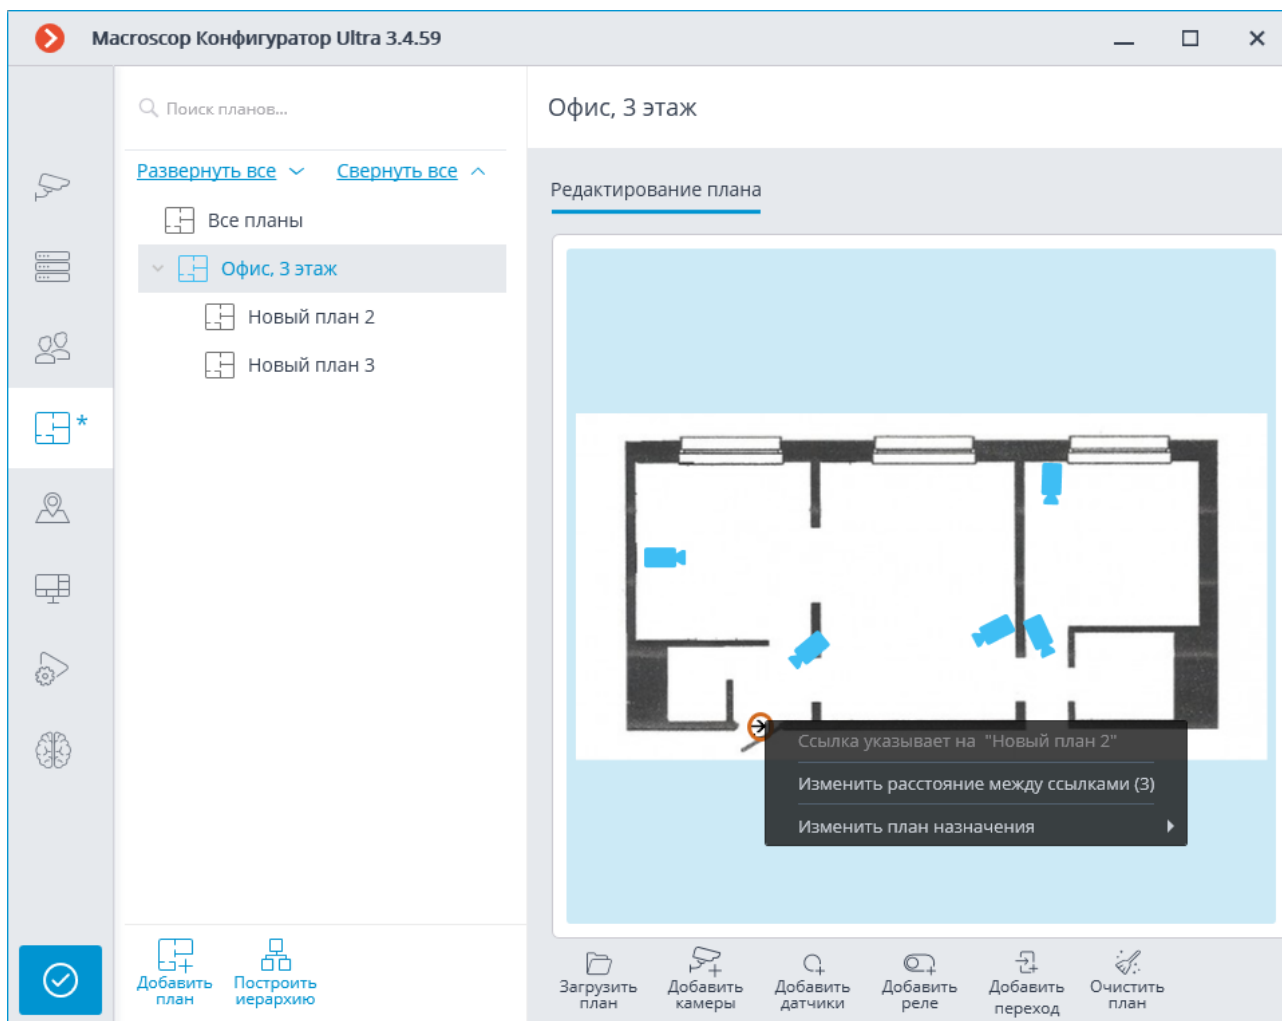 Macroscop Конфигуратор Ultra 3.4.59
Поиск планов...
Офис, 3 этаж
Развернуть все
Свернуть все
Редактирование плана
Все планы
Офис, 3 этаж
Новый план 2
Новый план 3
*
Ссылка указывает на "Новый план 2"
Изменить расстояние между ссылками (3)
Изменить план назначения
Добавить план
Построить иерархию
Загрузить план
Добавить камеры
Добавить датчики
Добавить реле
Добавить переход
Очистить план